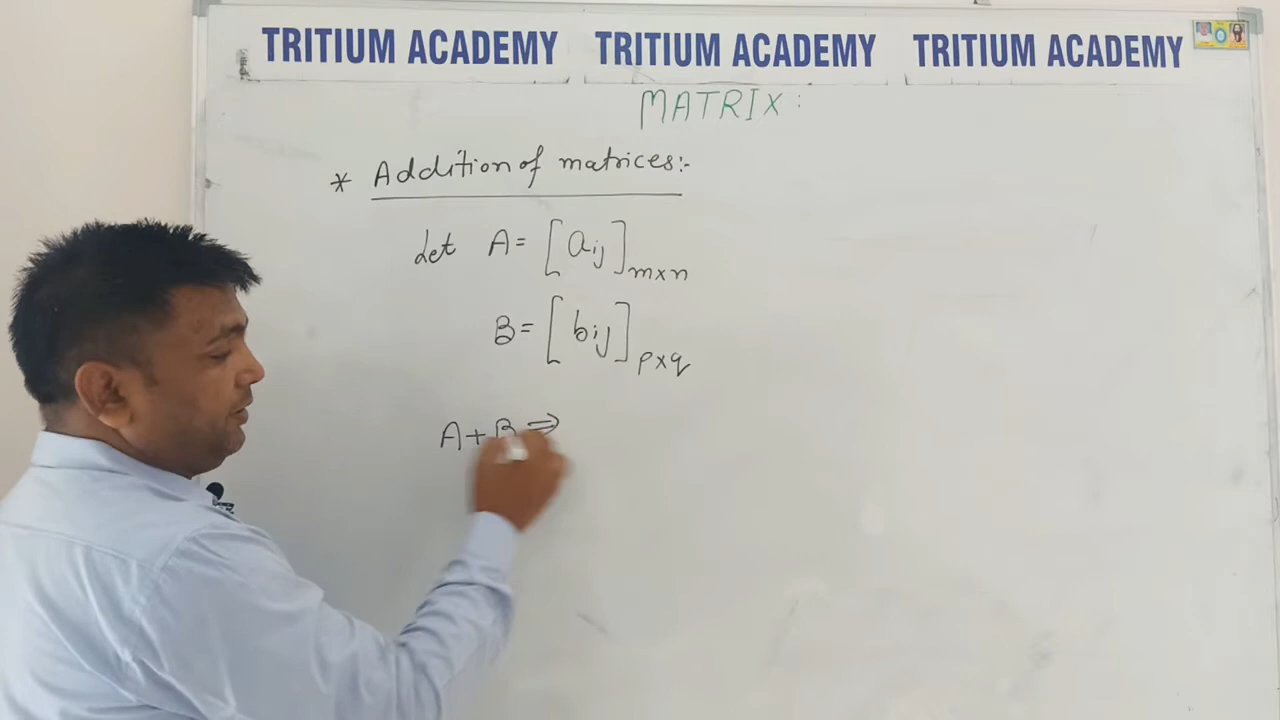 TRITIUM ACADEMY TRITIUM ACADEMY TRITIUM ACADEMY
MATRIX:
* Addition of matrices:-
Let A = [aij]m×n
B = [bij]p×q
A+B ⇒